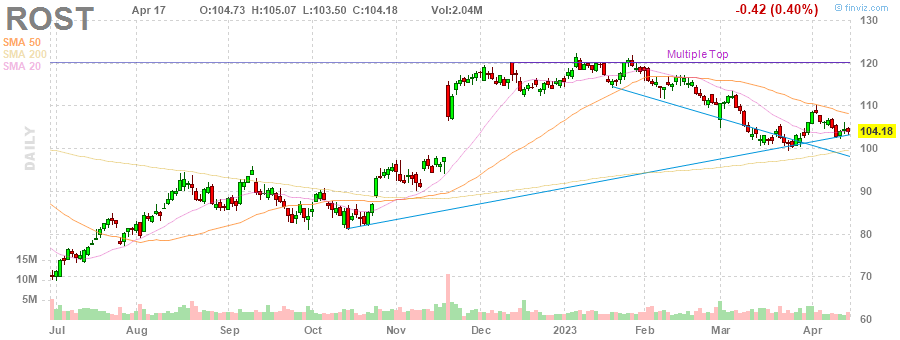 ROST Apr 17 O:104.73 H:105.07 L:103.50 C:104.18 Vol:2.04M -0.42 (0.40%) © finviz.com
SMA 50
SMA 200
SMA 20
Multiple Top
DAILY
130
120
110
104.18
100
90
80
70
60
15M
10M
5M
Jul Aug Sep Oct Nov Dec 2023 Feb Mar Apr